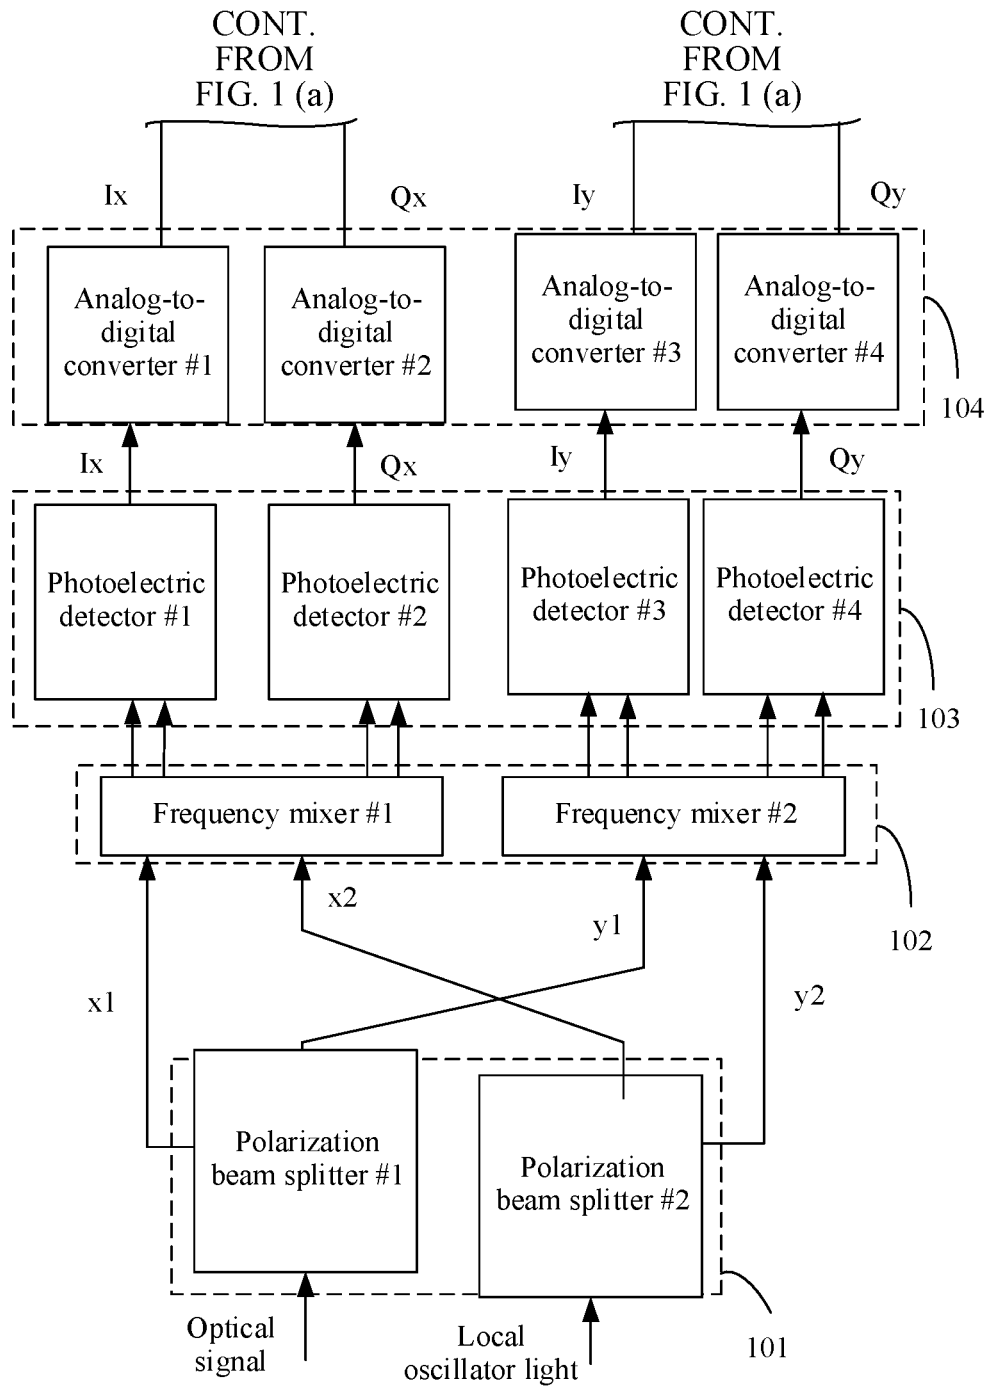 CONT.
FROM
FIG. 1 (a)
CONT.
FROM
FIG. 1 (a)
Ix
Qx
Iy
Qy
Analog-to-
digital
converter #1
Analog-to-
digital
converter #2
Analog-to-
digital
converter #3
Analog-to-
digital
converter #4
104
Ix
Qx
Iy
Qy
Photoelectric
detector #1
Photoelectric
detector #2
Photoelectric
detector #3
Photoelectric
detector #4
103
Frequency mixer #1
Frequency mixer #2
102
x2
y1
x1
y2
Polarization
beam splitter #1
Polarization
beam splitter #2
101
Optical
signal
Local
oscillator light